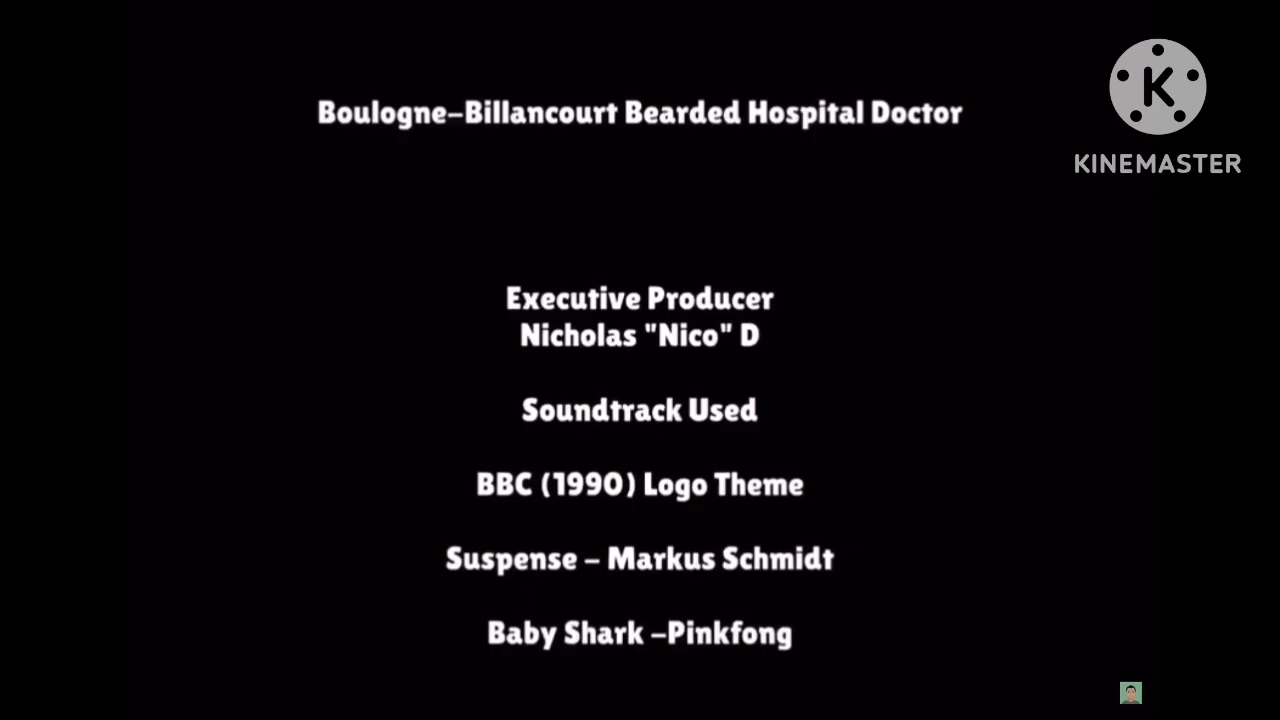 Boulogne-Billancourt Bearded Hospital Doctor
K
KINEMASTER
Executive Producer
Nicholas "Nico" D
Soundtrack Used
BBC (1990) Logo Theme
Suspense - Markus Schmidt
Baby Shark -Pinkfong